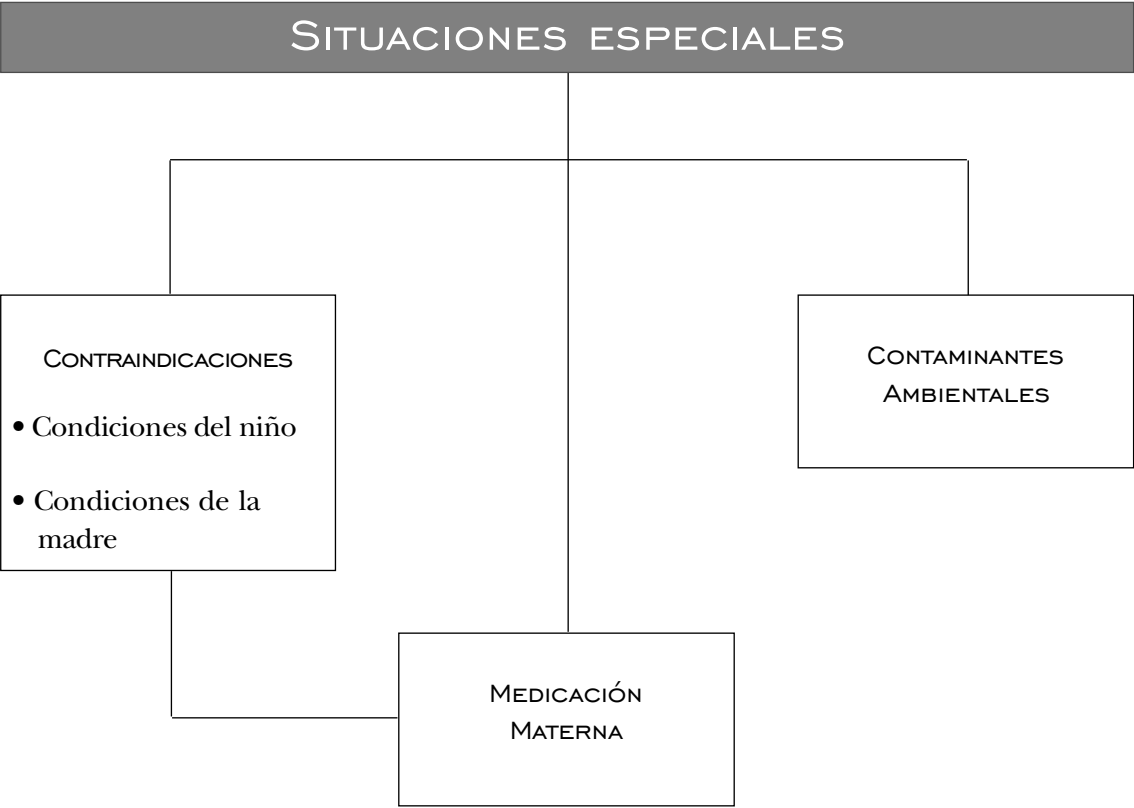 SITUACIONES ESPECIALES
CONTRAINDICACIONES
• Condiciones del niño
• Condiciones de la
madre
CONTAMINANTES
AMBIENTALES
MEDICACIÓN
MATERNA